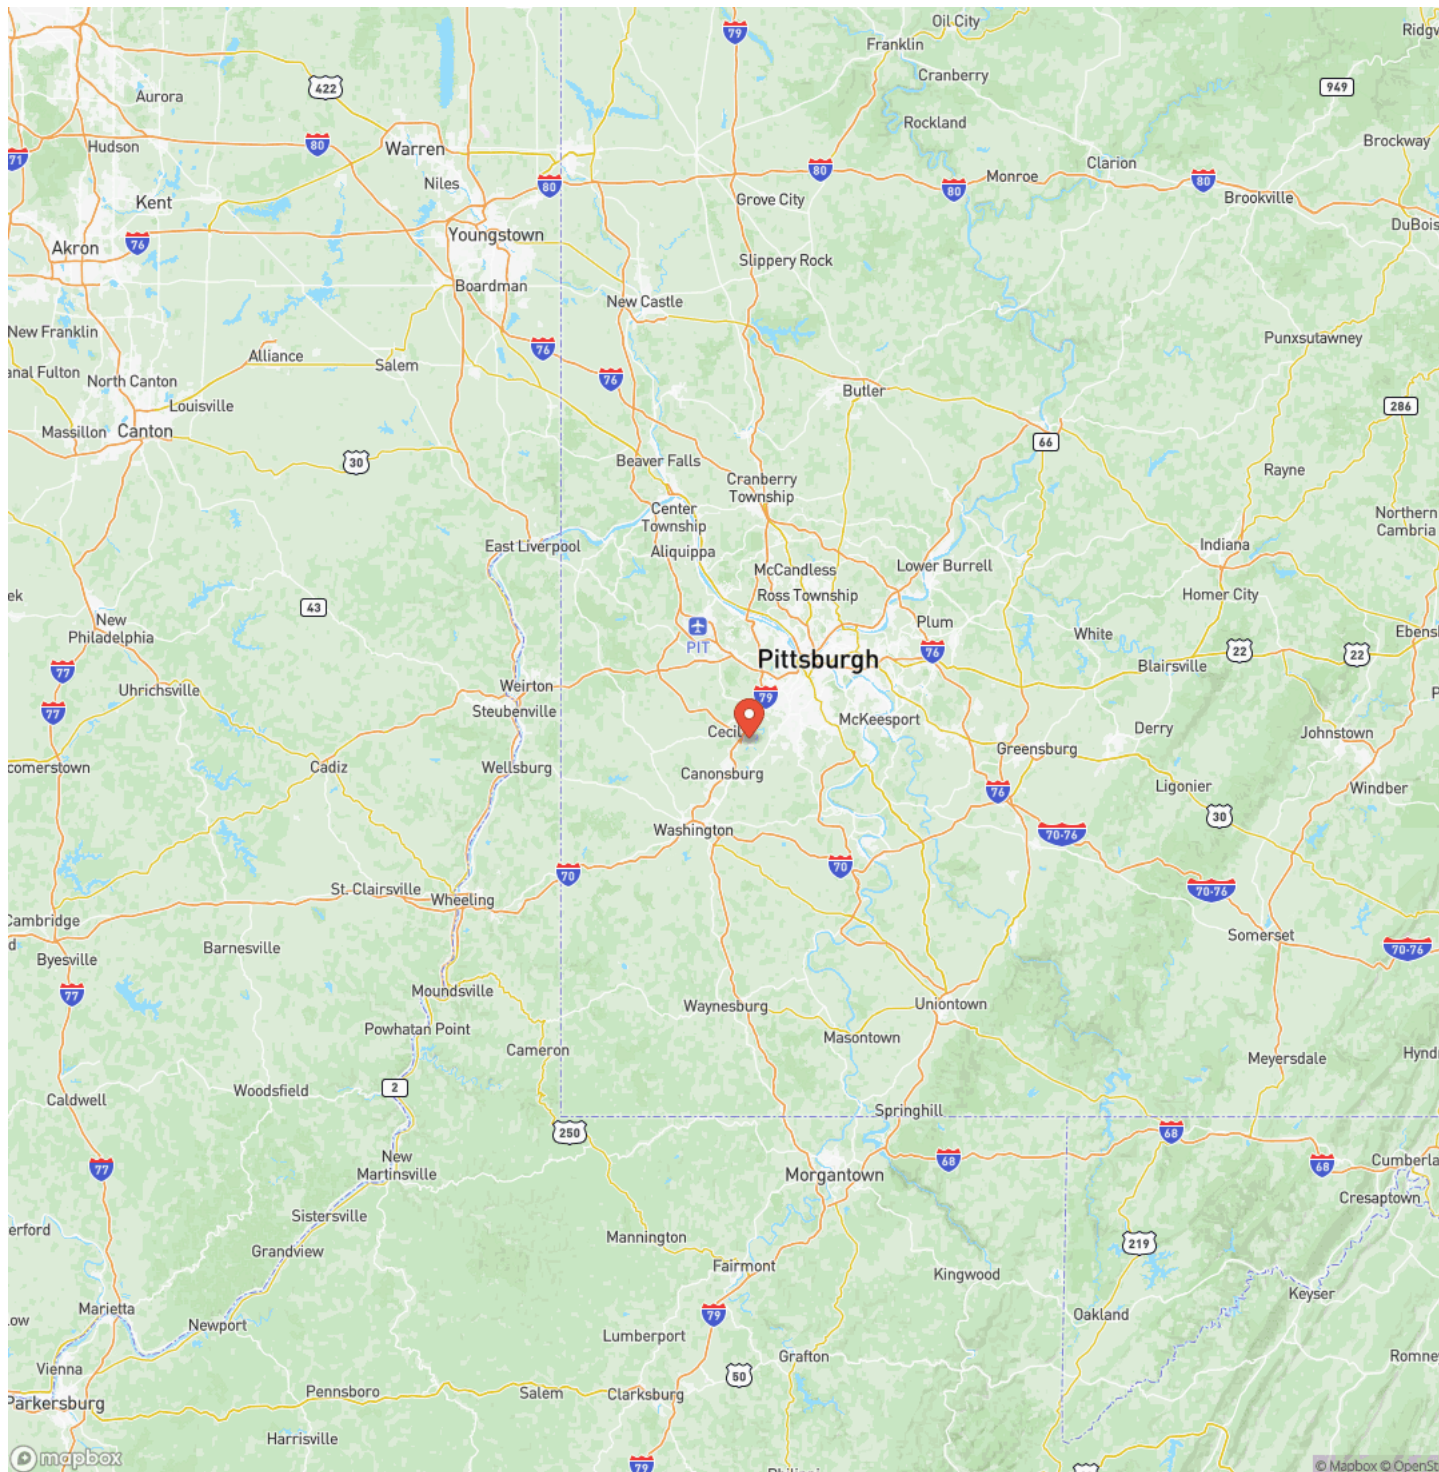 79
Oil City
Ridgw
Franklin
Cranberry
422
949
Aurora
Rockland
Hudson
80
Warren
Brockway
71
80
Clarion
Niles
80
80
Monroe
80
Kent
Grove City
Brookville
Akron
76
Youngstown
DuBois
Slippery Rock
Boardman
New Castle
New Franklin
76
Punxsutawney
Alliance
Salem
anal Fulton
North Canton
76
Butler
Louisville
286
Massillon
Canton
66
30
Beaver Falls
Rayne
Cranberry
Township
Center
Township
Northern
Cambria
East Liverpool
Aliquippa
Indiana
McCandless
Lower Burrell
ek
43
Ross Township
Homer City
New
Philadelphia
PIT
Plum
White
Ebensl
22
22
76
Pittsburgh
Blairsville
77
Uhrichsville
Weirton
79
P
77
Steubenville
McKeesport
Cecil
Derry
Johnstown
Greensburg
comerstown
Cadiz
Wellsburg
Canonsburg
76
Ligonier
Windber
30
Washington
70-76
70
70
St. Clairsville
Wheeling
70-76
Cambridge
d
Barnesville
Somerset
70-76
Byesville
77
Moundsville
Waynesburg
Uniontown
Powhatan Point
Masontown
Cameron
Meyersdale
Hynd
2
Woodsfield
Caldwell
Springhill
250
68
New
Martinsville
77
68
68
Cumberla
Morgantown
Cresaptown
Sistersville
erford
Mannington
219
Grandview
Fairmont
Kingwood
Keyser
Marietta
79
Oakland
.ow
Newport
Lumberport
Grafton
Romney
Vienna
50
Parkersburg
Pennsboro
Salem
Clarksburg
Harrisville
mapbox
79
© Mapbox © OpenSt